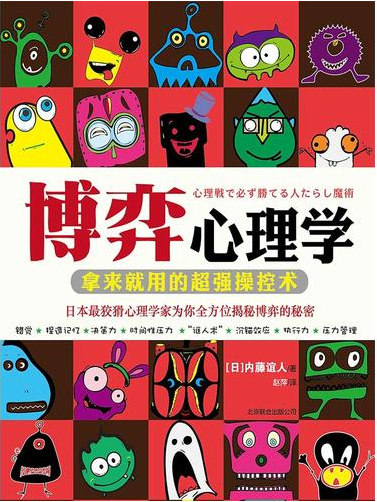 心理戦で必ず勝てる人たらし魔術
博弈心理学
拿来就用的超强操控术
日本最狡猾心理学家为你全方位揭秘博弈的秘密
错觉 ★ 捏造记忆 ★ 决策力 ★ 时间性压力 ★ “诓人术” ★ 沉锚效应 ★ 执行力 ★ 压力管理
[日]内藤谊人/著
赵萍/译
北京联合出版公司